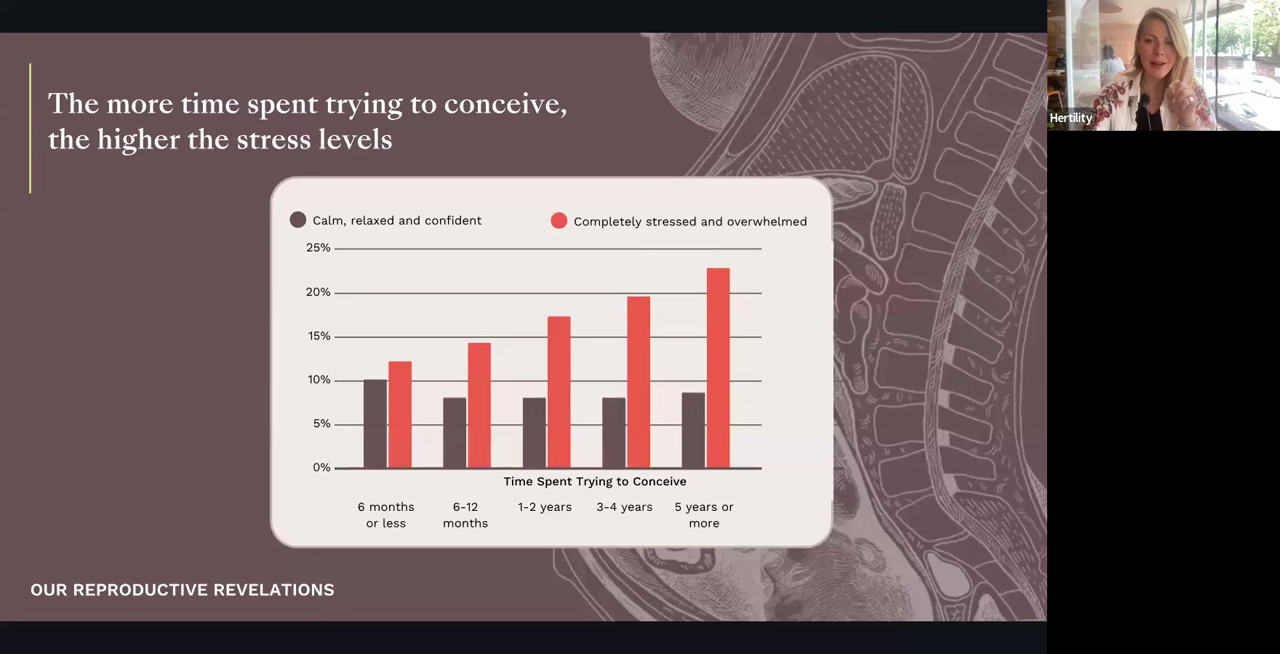 The more time spent trying to conceive,
the higher the stress levels
Calm, relaxed and confident
Completely stressed and overwhelmed
25%
20%
15%
10%
5%
0%
Time Spent Trying to Conceive
6 months
or less
6-12
months
1-2 years
3-4 years
5 years or
more
OUR REPRODUCTIVE REVELATIONS
Hertility